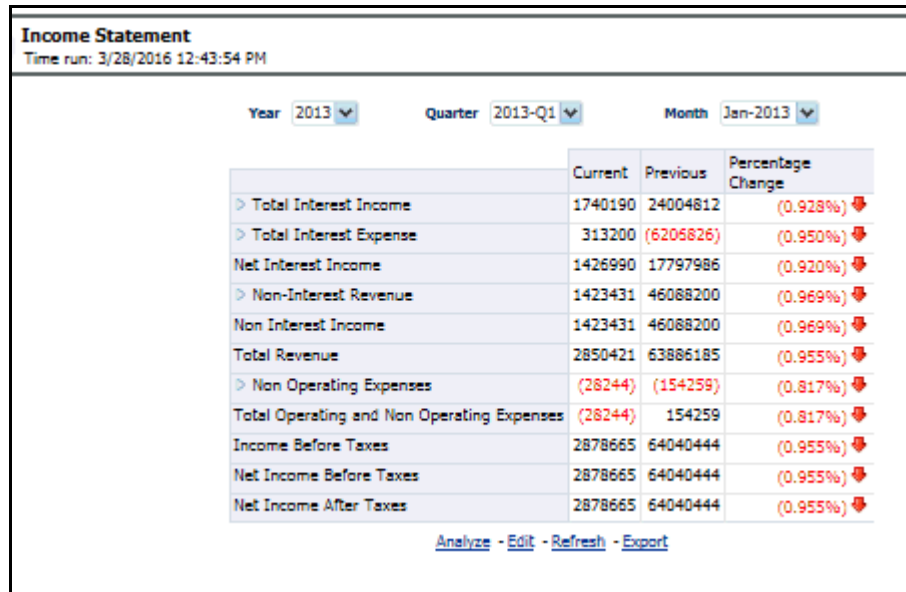 Income Statement
Time run: 3/28/2016 12:43:54 PM
Year 2013 Quarter 2013-Q1 Month Jan-2013
Current Previous Percentage Change
Total Interest Income 1740190 24004812 (0.928%)
Total Interest Expense 313200 (6206826) (0.950%)
Net Interest Income 1426990 17797986 (0.920%)
Non-Interest Revenue 1423431 46088200 (0.969%)
Non Interest Income 1423431 46088200 (0.969%)
Total Revenue 2850421 63886185 (0.955%)
Non Operating Expenses (28244) (154259) (0.817%)
Total Operating and Non Operating Expenses (28244) 154259 (0.817%)
Income Before Taxes 2878665 64040444 (0.955%)
Net Income Before Taxes 2878665 64040444 (0.955%)
Net Income After Taxes 2878665 64040444 (0.955%)
Analyze - Edit - Refresh - Export